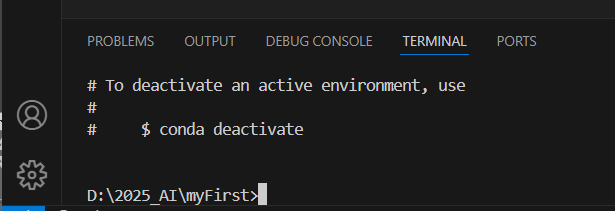 PROBLEMS OUTPUT DEBUG CONSOLE TERMINAL PORTS
# To deactivate an active environment, use
#
#     $ conda deactivate
D:\2025_AI\myFirst>